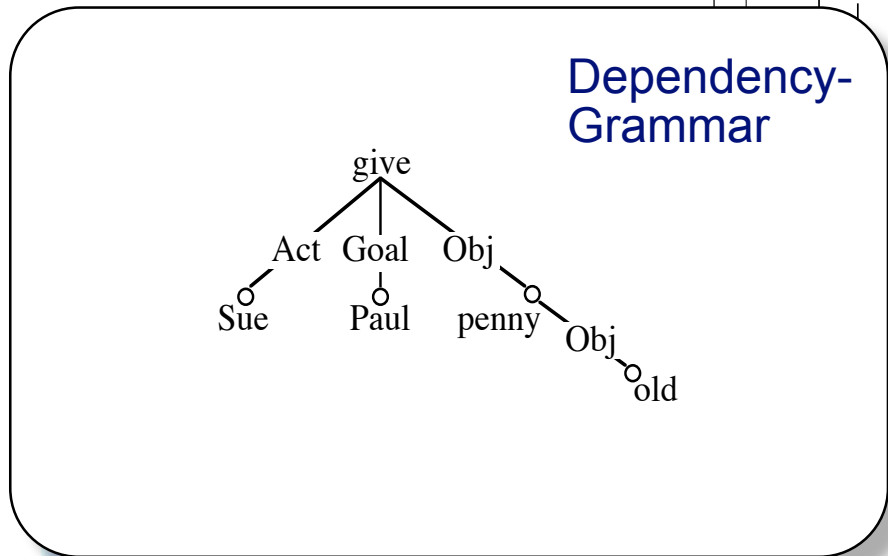 Dependency-
Grammar
give
Act Goal Obj
Sue Paul penny
Obj
old